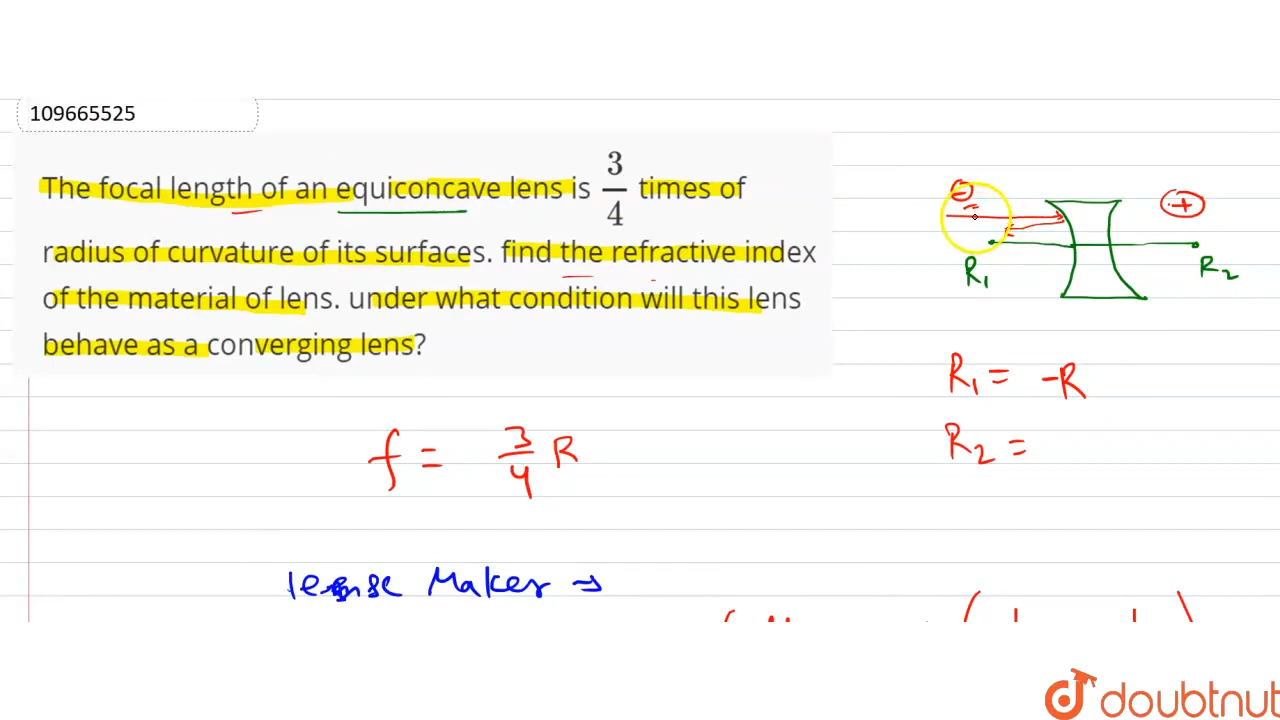 109665525
The focal length of an equiconcave lens is 3/4 times of
radius of curvature of its surfaces. find the refractive index
of the material of lens. under what condition will this lens
behave as a converging lens?
−
+
R₁
R₂
R₁ = -R
R₂ =
f = 3/4 R
Maker ⇒
doubtnut